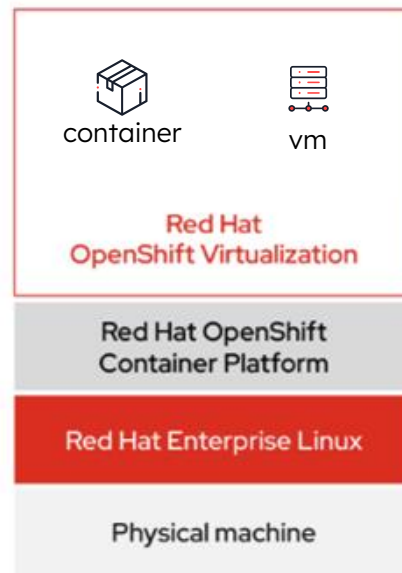 container
vm
Red Hat
OpenShift Virtualization
Red Hat OpenShift
Container Platform
Red Hat Enterprise Linux
Physical machine